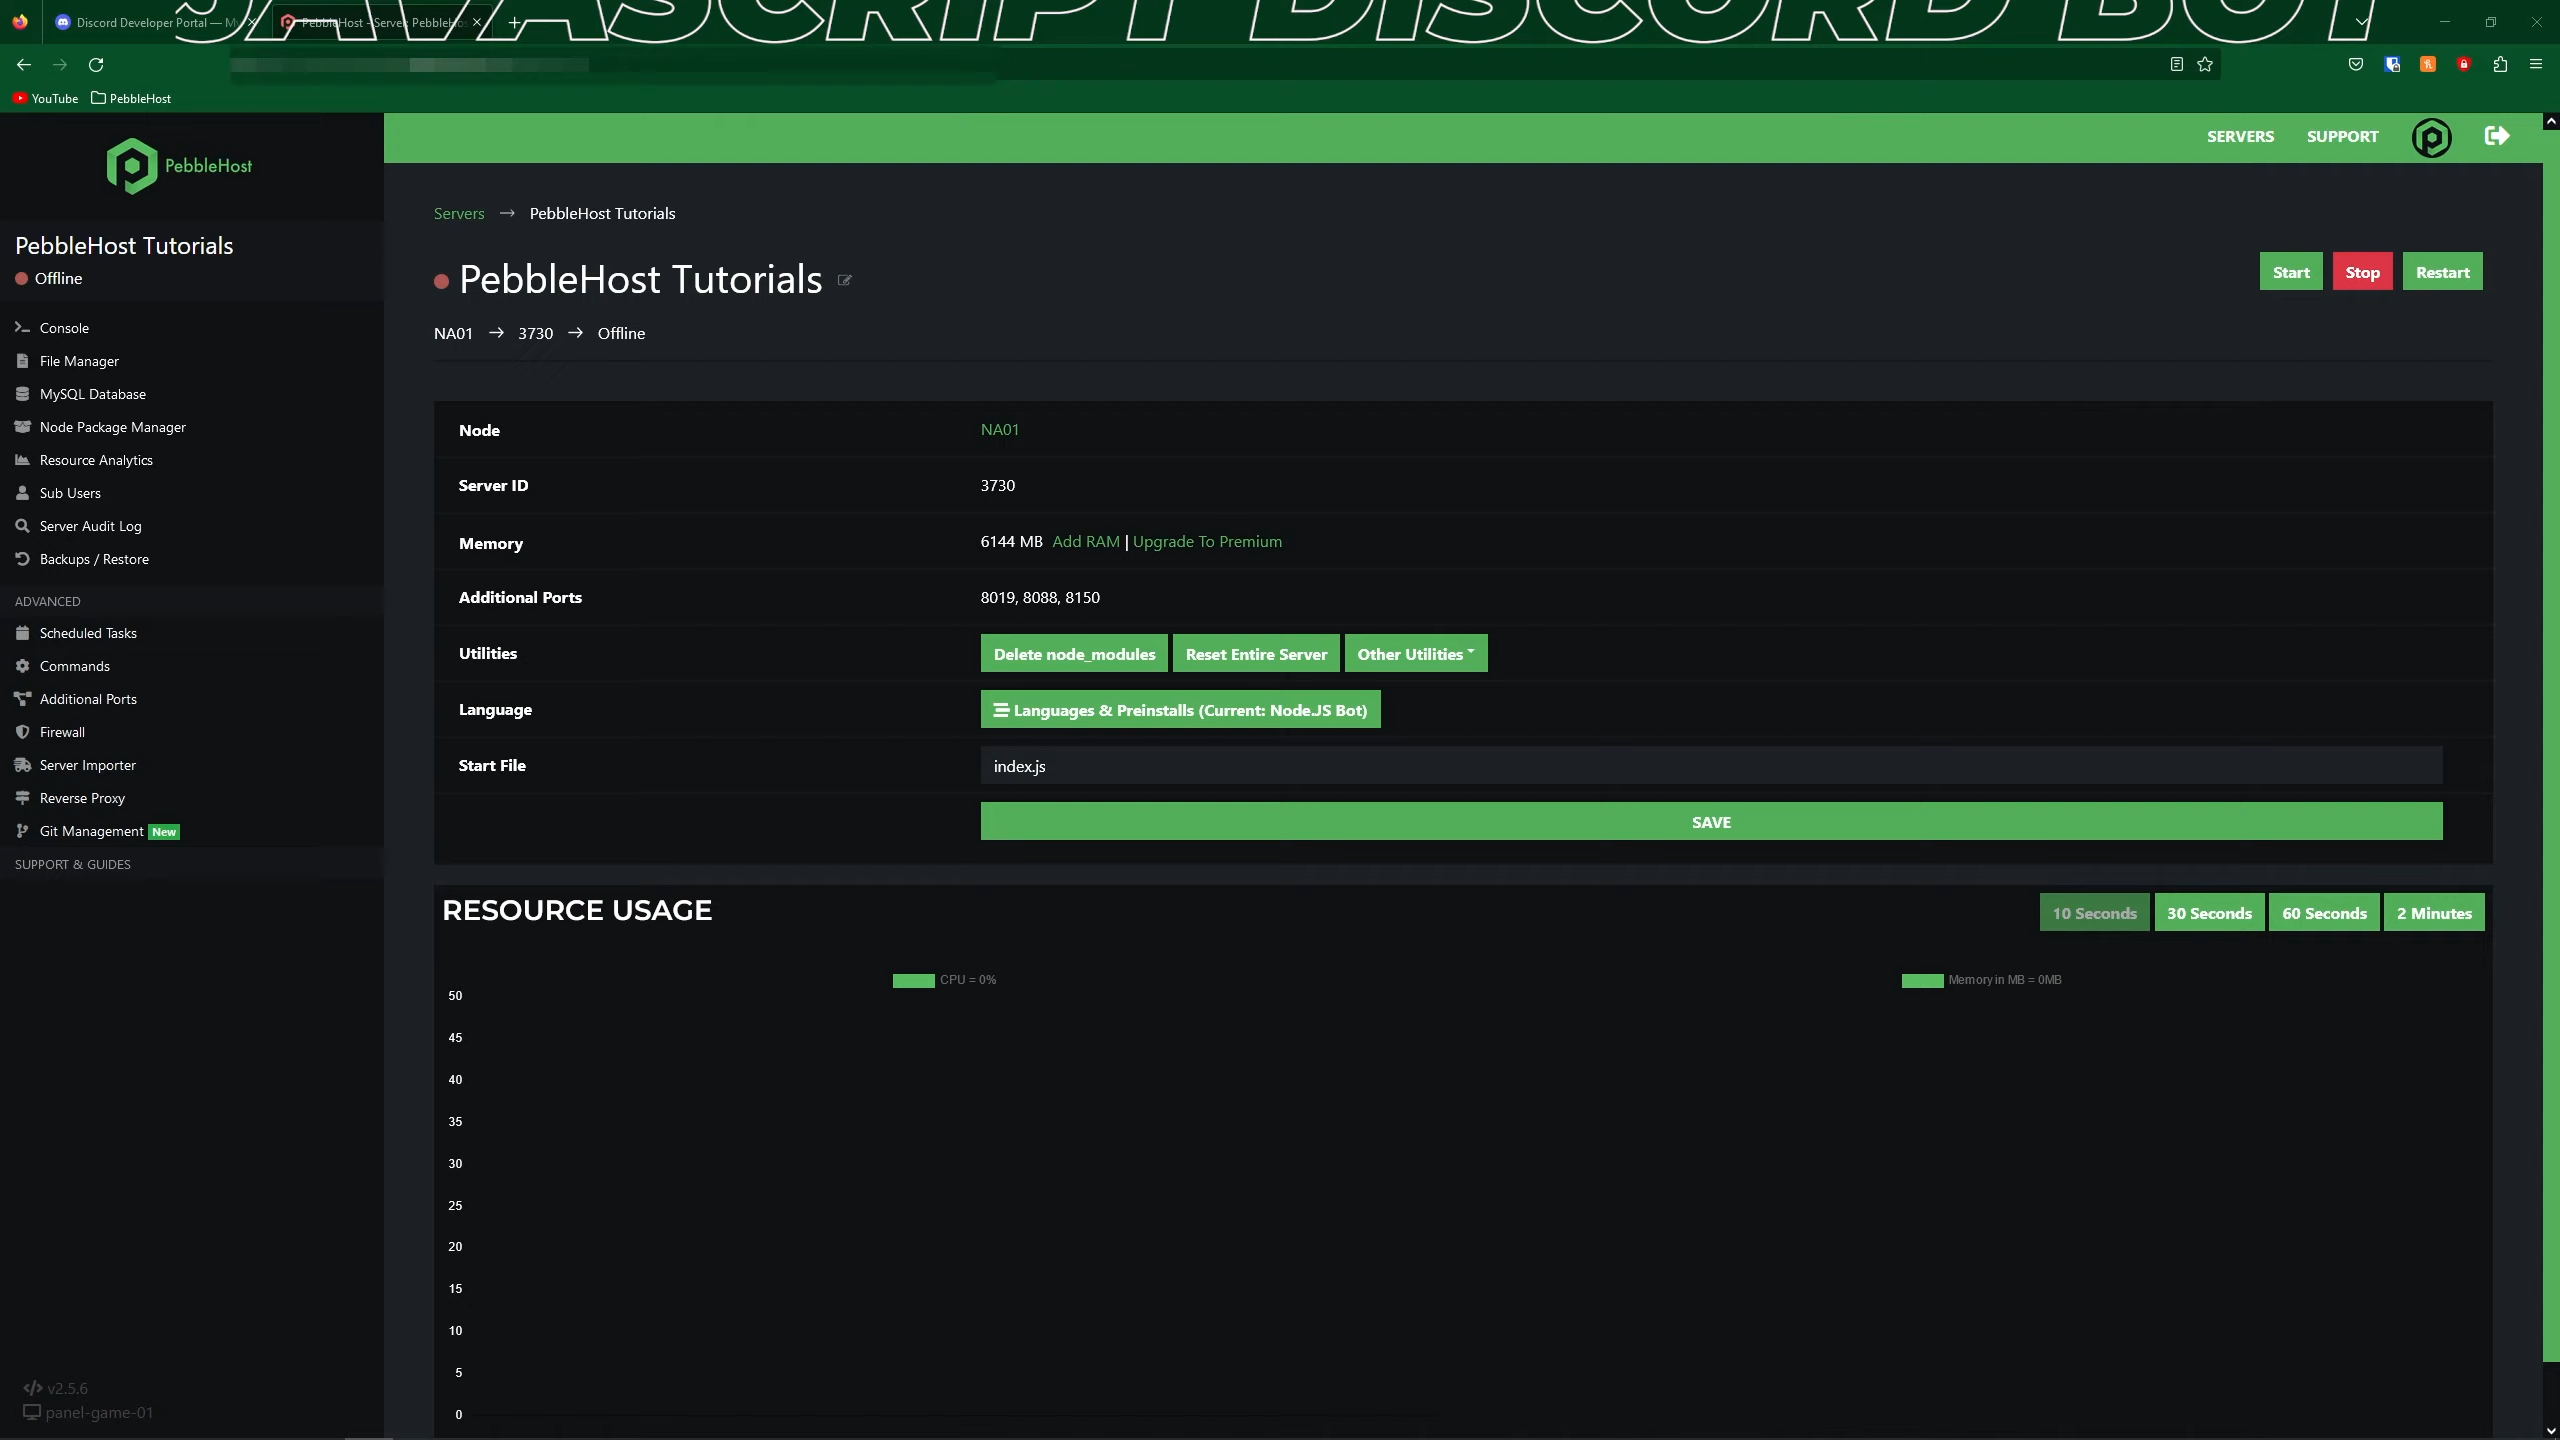 JAVASCRIPT DISCORD BOT
Discord Developer Portal — M
PebbleHost - Server: PebbleHos
YouTube
PebbleHost
PebbleHost
SERVERS
SUPPORT
PebbleHost Tutorials
Offline
Console
File Manager
MySQL Database
Node Package Manager
Resource Analytics
Sub Users
Server Audit Log
Backups / Restore
ADVANCED
Scheduled Tasks
Commands
Additional Ports
Firewall
Server Importer
Reverse Proxy
Git Management New
SUPPORT & GUIDES
v2.5.6
panel-game-01
Servers → PebbleHost Tutorials
PebbleHost Tutorials
Start
Stop
Restart
NA01 → 3730 → Offline
Node NA01
Server ID 3730
Memory 6144 MB Add RAM | Upgrade To Premium
Additional Ports 8019, 8088, 8150
Utilities Delete node_modules Reset Entire Server Other Utilities
Language Languages & Preinstalls (Current: Node.JS Bot)
Start File index.js
SAVE
RESOURCE USAGE
10 Seconds 30 Seconds 60 Seconds 2 Minutes
CPU = 0%
Memory in MB = 0MB
50
45
40
35
30
25
20
15
10
5
0